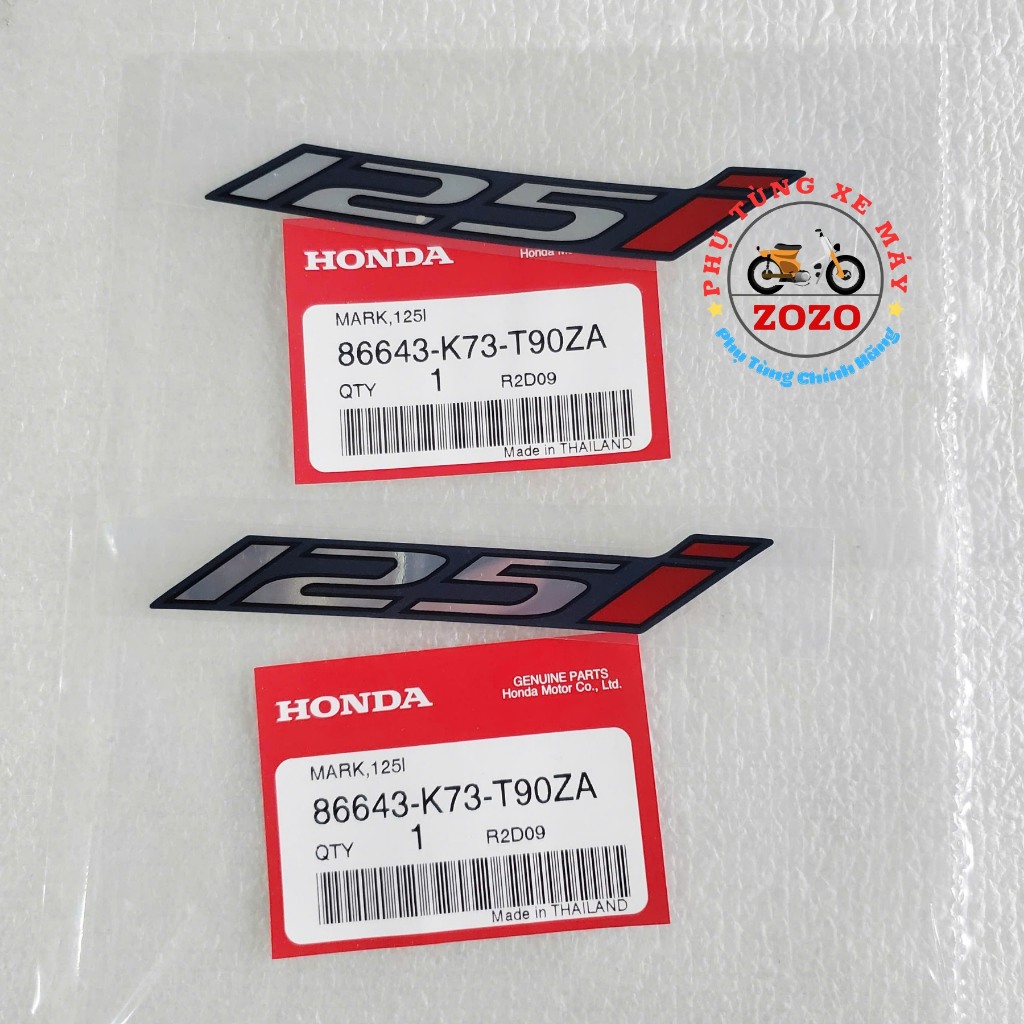 125i
PHỤ TÙNG XE MÁY
ZOZO
Phụ Tùng Chính Hãng
HONDA
MARK,125I
86643-K73-T90ZA
QTY 1 R2D09
Made in THAILAND
125i
HONDA
GENUINE PARTS
Honda Motor Co., Ltd.
MARK,125I
86643-K73-T90ZA
QTY 1 R2D09
Made in THAILAND